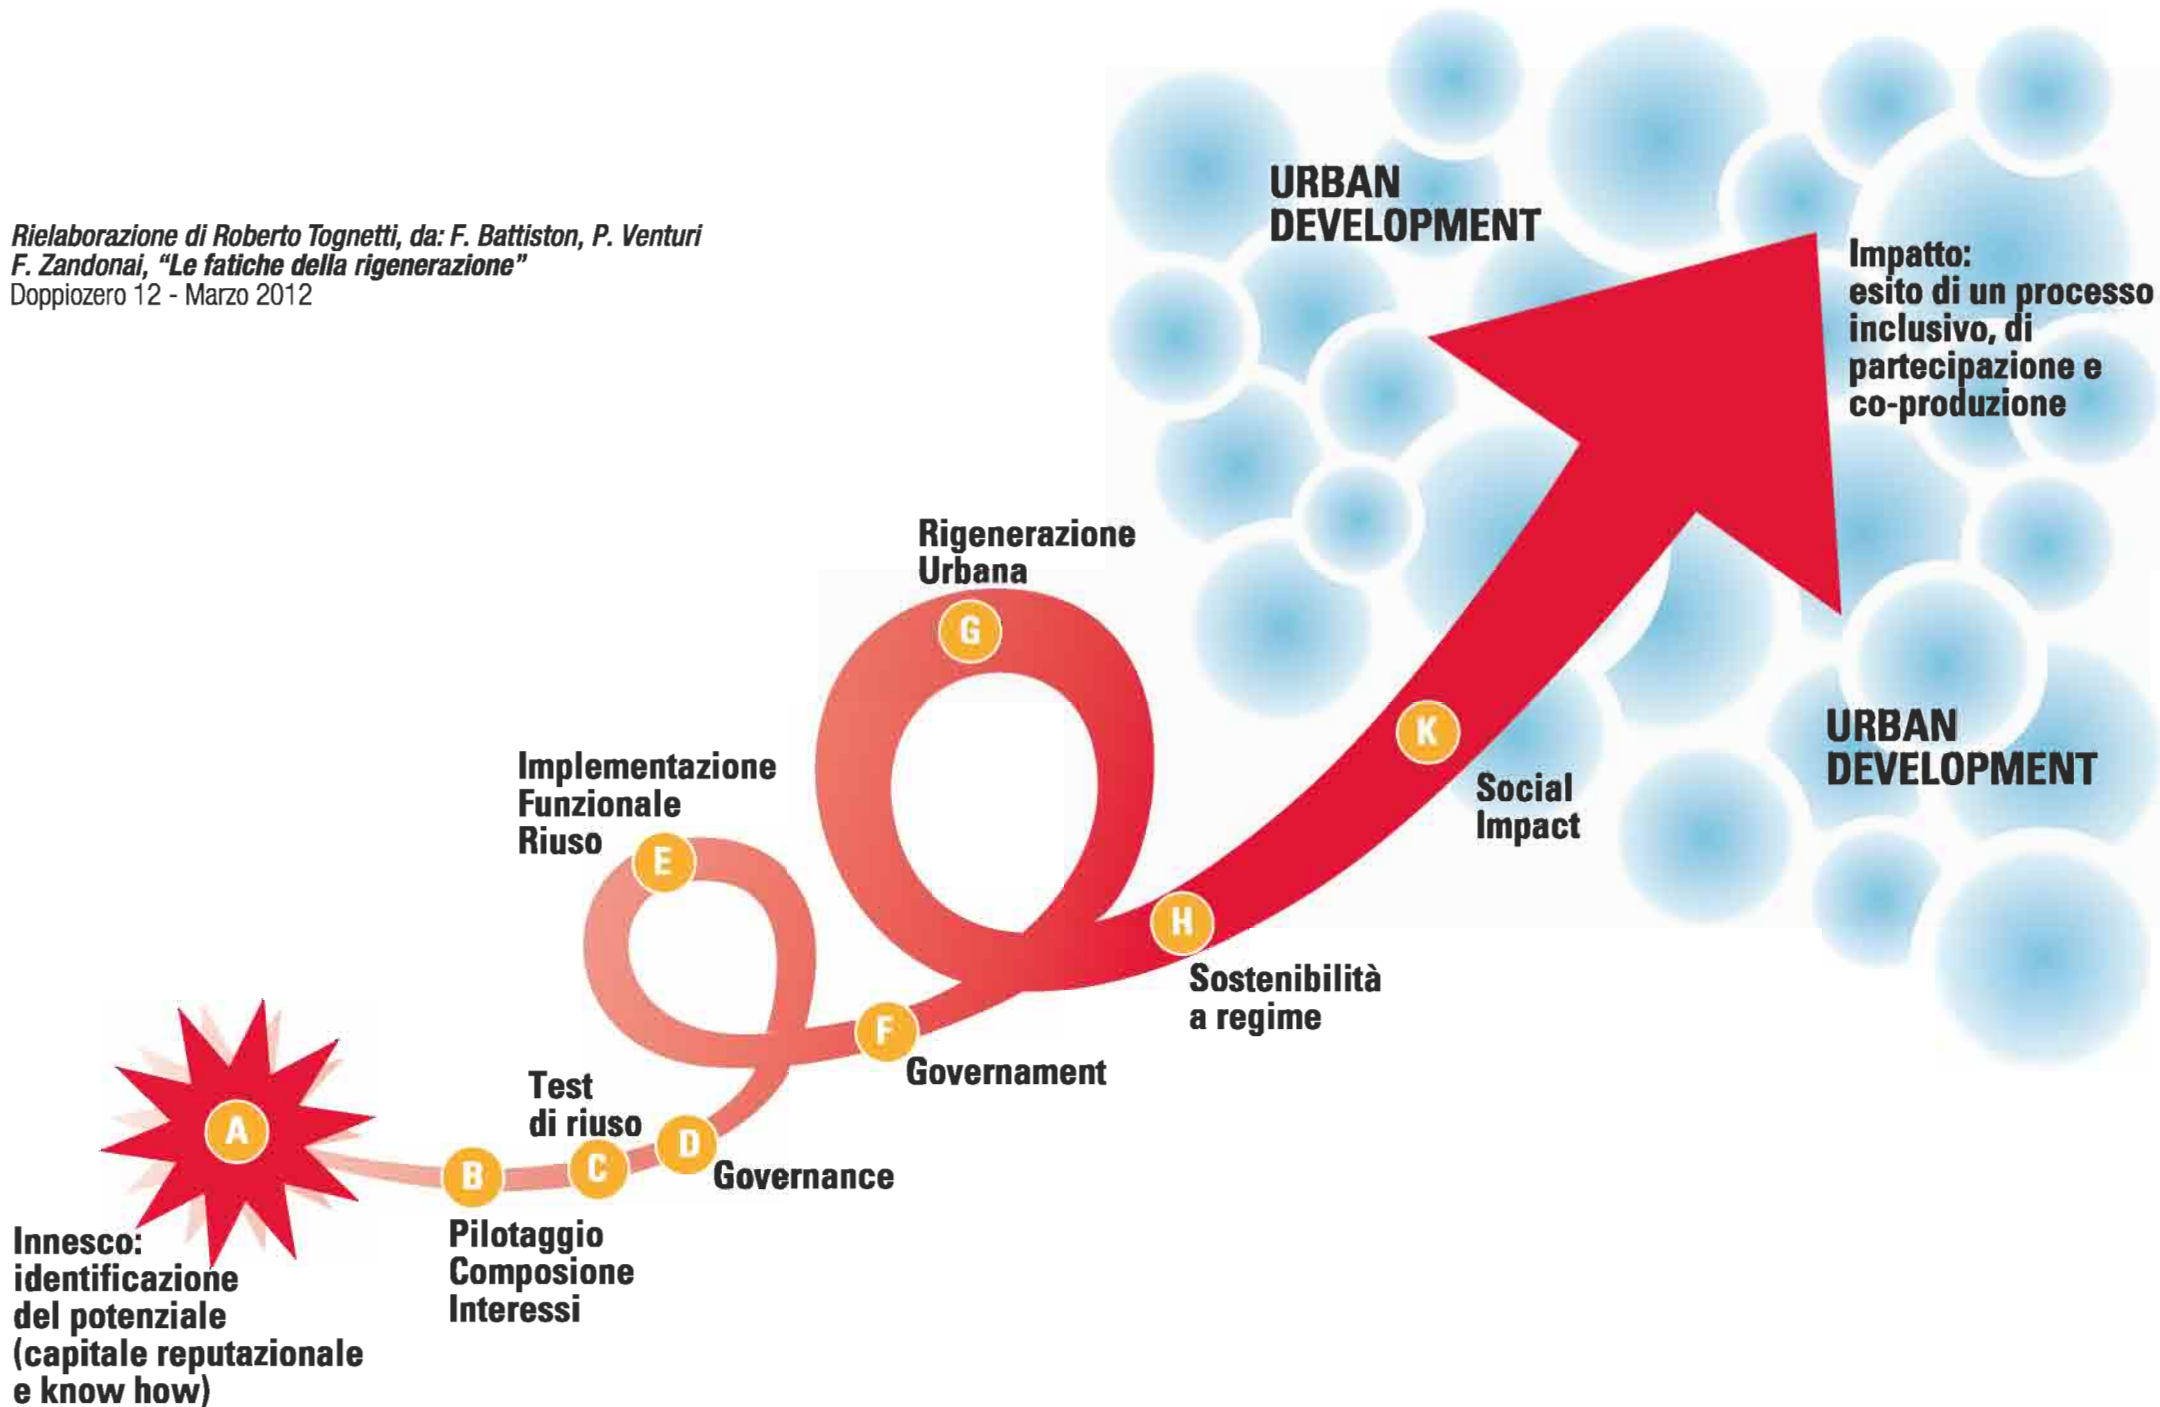 Rielaborazione di Roberto Tognetti, da: F. Battiston, P. Venturi
F. Zandonai, “Le fatiche della rigenerazione”
Doppiozero 12 - Marzo 2012
URBAN
DEVELOPMENT
Impatto:
esito di un processo
inclusivo, di
partecipazione e
co-produzione
Rigenerazione
Urbana
G
K
Social
Impact
URBAN
DEVELOPMENT
Implementazione
Funzionale
Riuso
E
H
Sostenibilità
a regime
F
Governament
Test
di riuso
A
B
C
D
Governance
Innesco:
identificazione
del potenziale
(capitale reputazionale
e know how)
Pilotaggio
Composione
Interessi